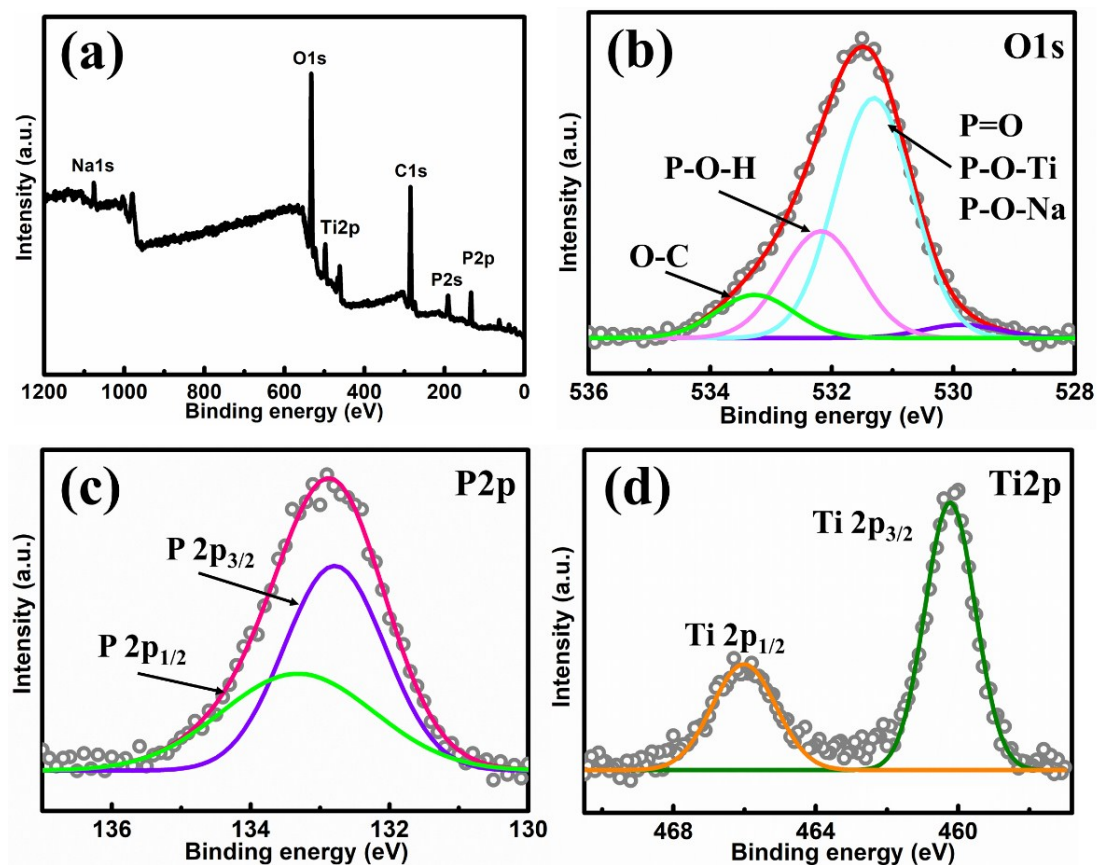 (a)
O1s
Na1s
C1s
Ti2p
P2s
P2p
Intensity (a.u.)
1200 1000 800 600 400 200 0
Binding energy (eV)
(b)
O1s
P=O
P-O-Ti
P-O-Na
P-O-H
O-C
Intensity (a.u.)
536 534 532 530 528
Binding energy (eV)
(c)
P2p
P 2p3/2
P 2p1/2
Intensity (a.u.)
136 134 132 130
Binding energy (eV)
(d)
Ti2p
Ti 2p3/2
Ti 2p1/2
Intensity (a.u.)
468 464 460
Binding energy (eV)